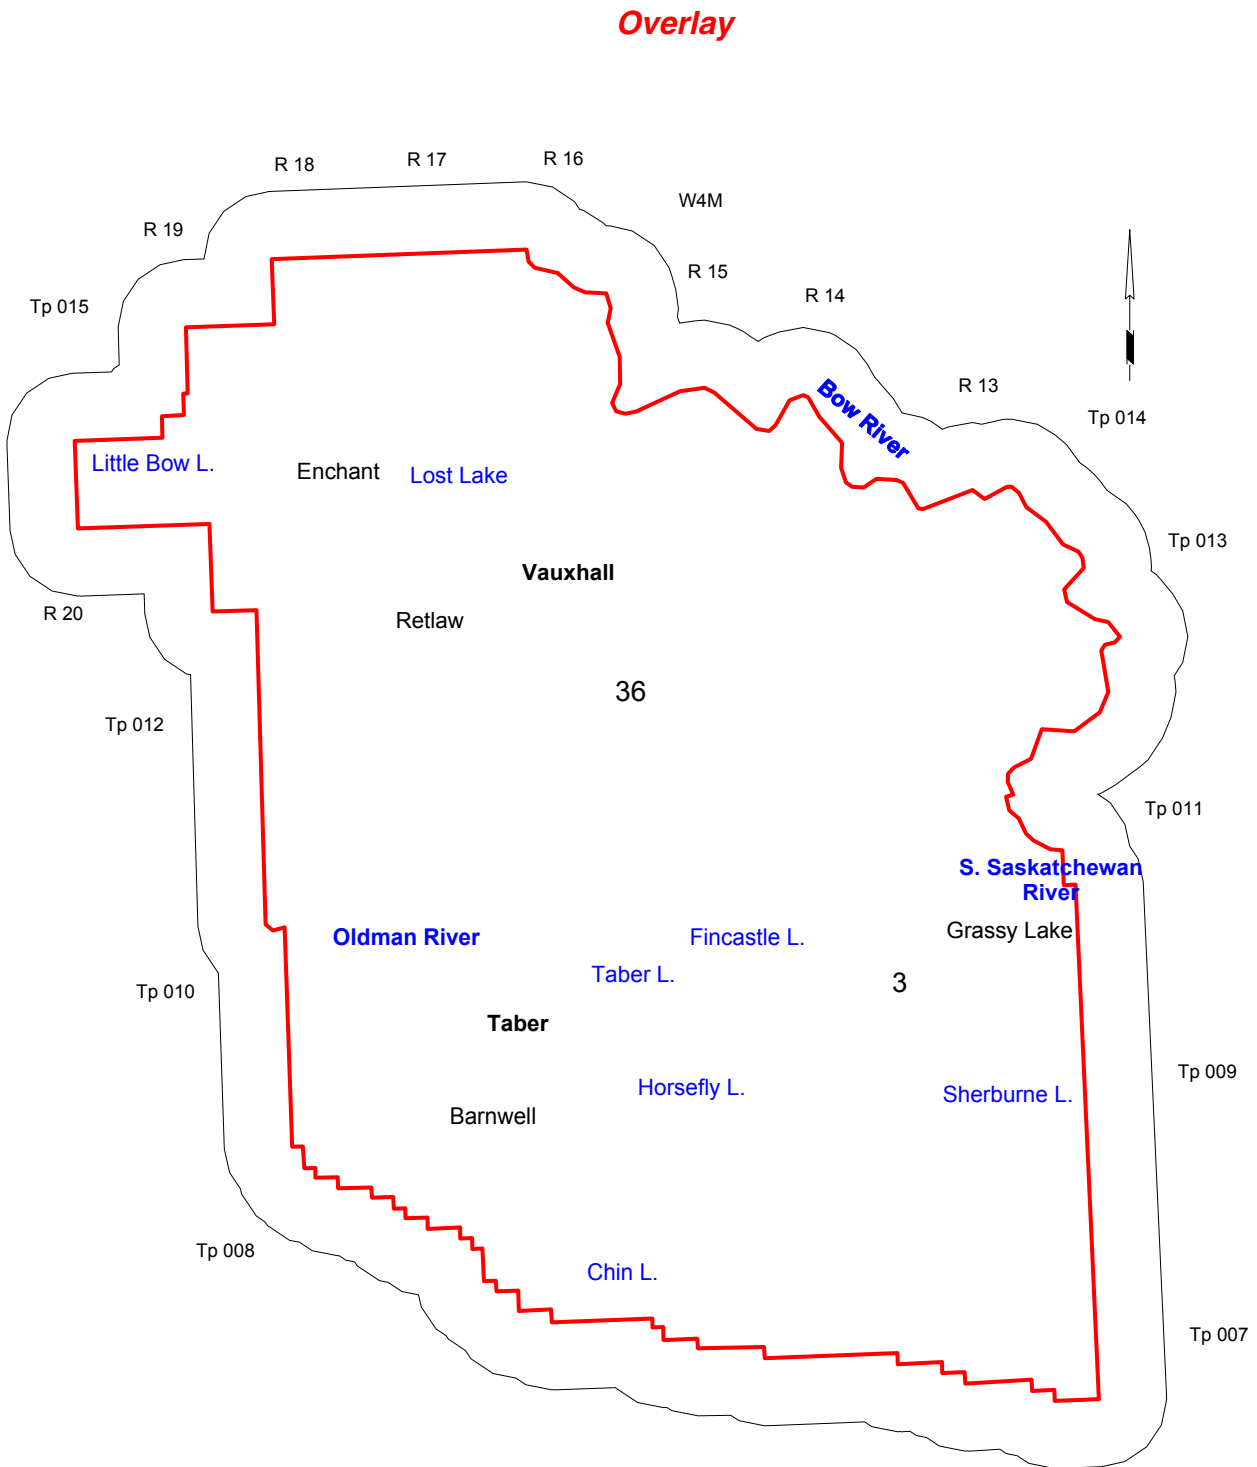 Overlay
R 18
R 17
R 16
W4M
R 19
R 15
Tp 015
R 14
R 13
Bow River
Tp 014
Little Bow L.
Enchant
Lost Lake
Tp 013
Vauxhall
R 20
Retlaw
36
Tp 012
Tp 011
S. Saskatchewan
River
Grassy Lake
Oldman River
Fincastle L.
Taber L.
3
Tp 010
Taber
Tp 009
Horsefly L.
Sherburne L.
Barnwell
Tp 008
Chin L.
Tp 007